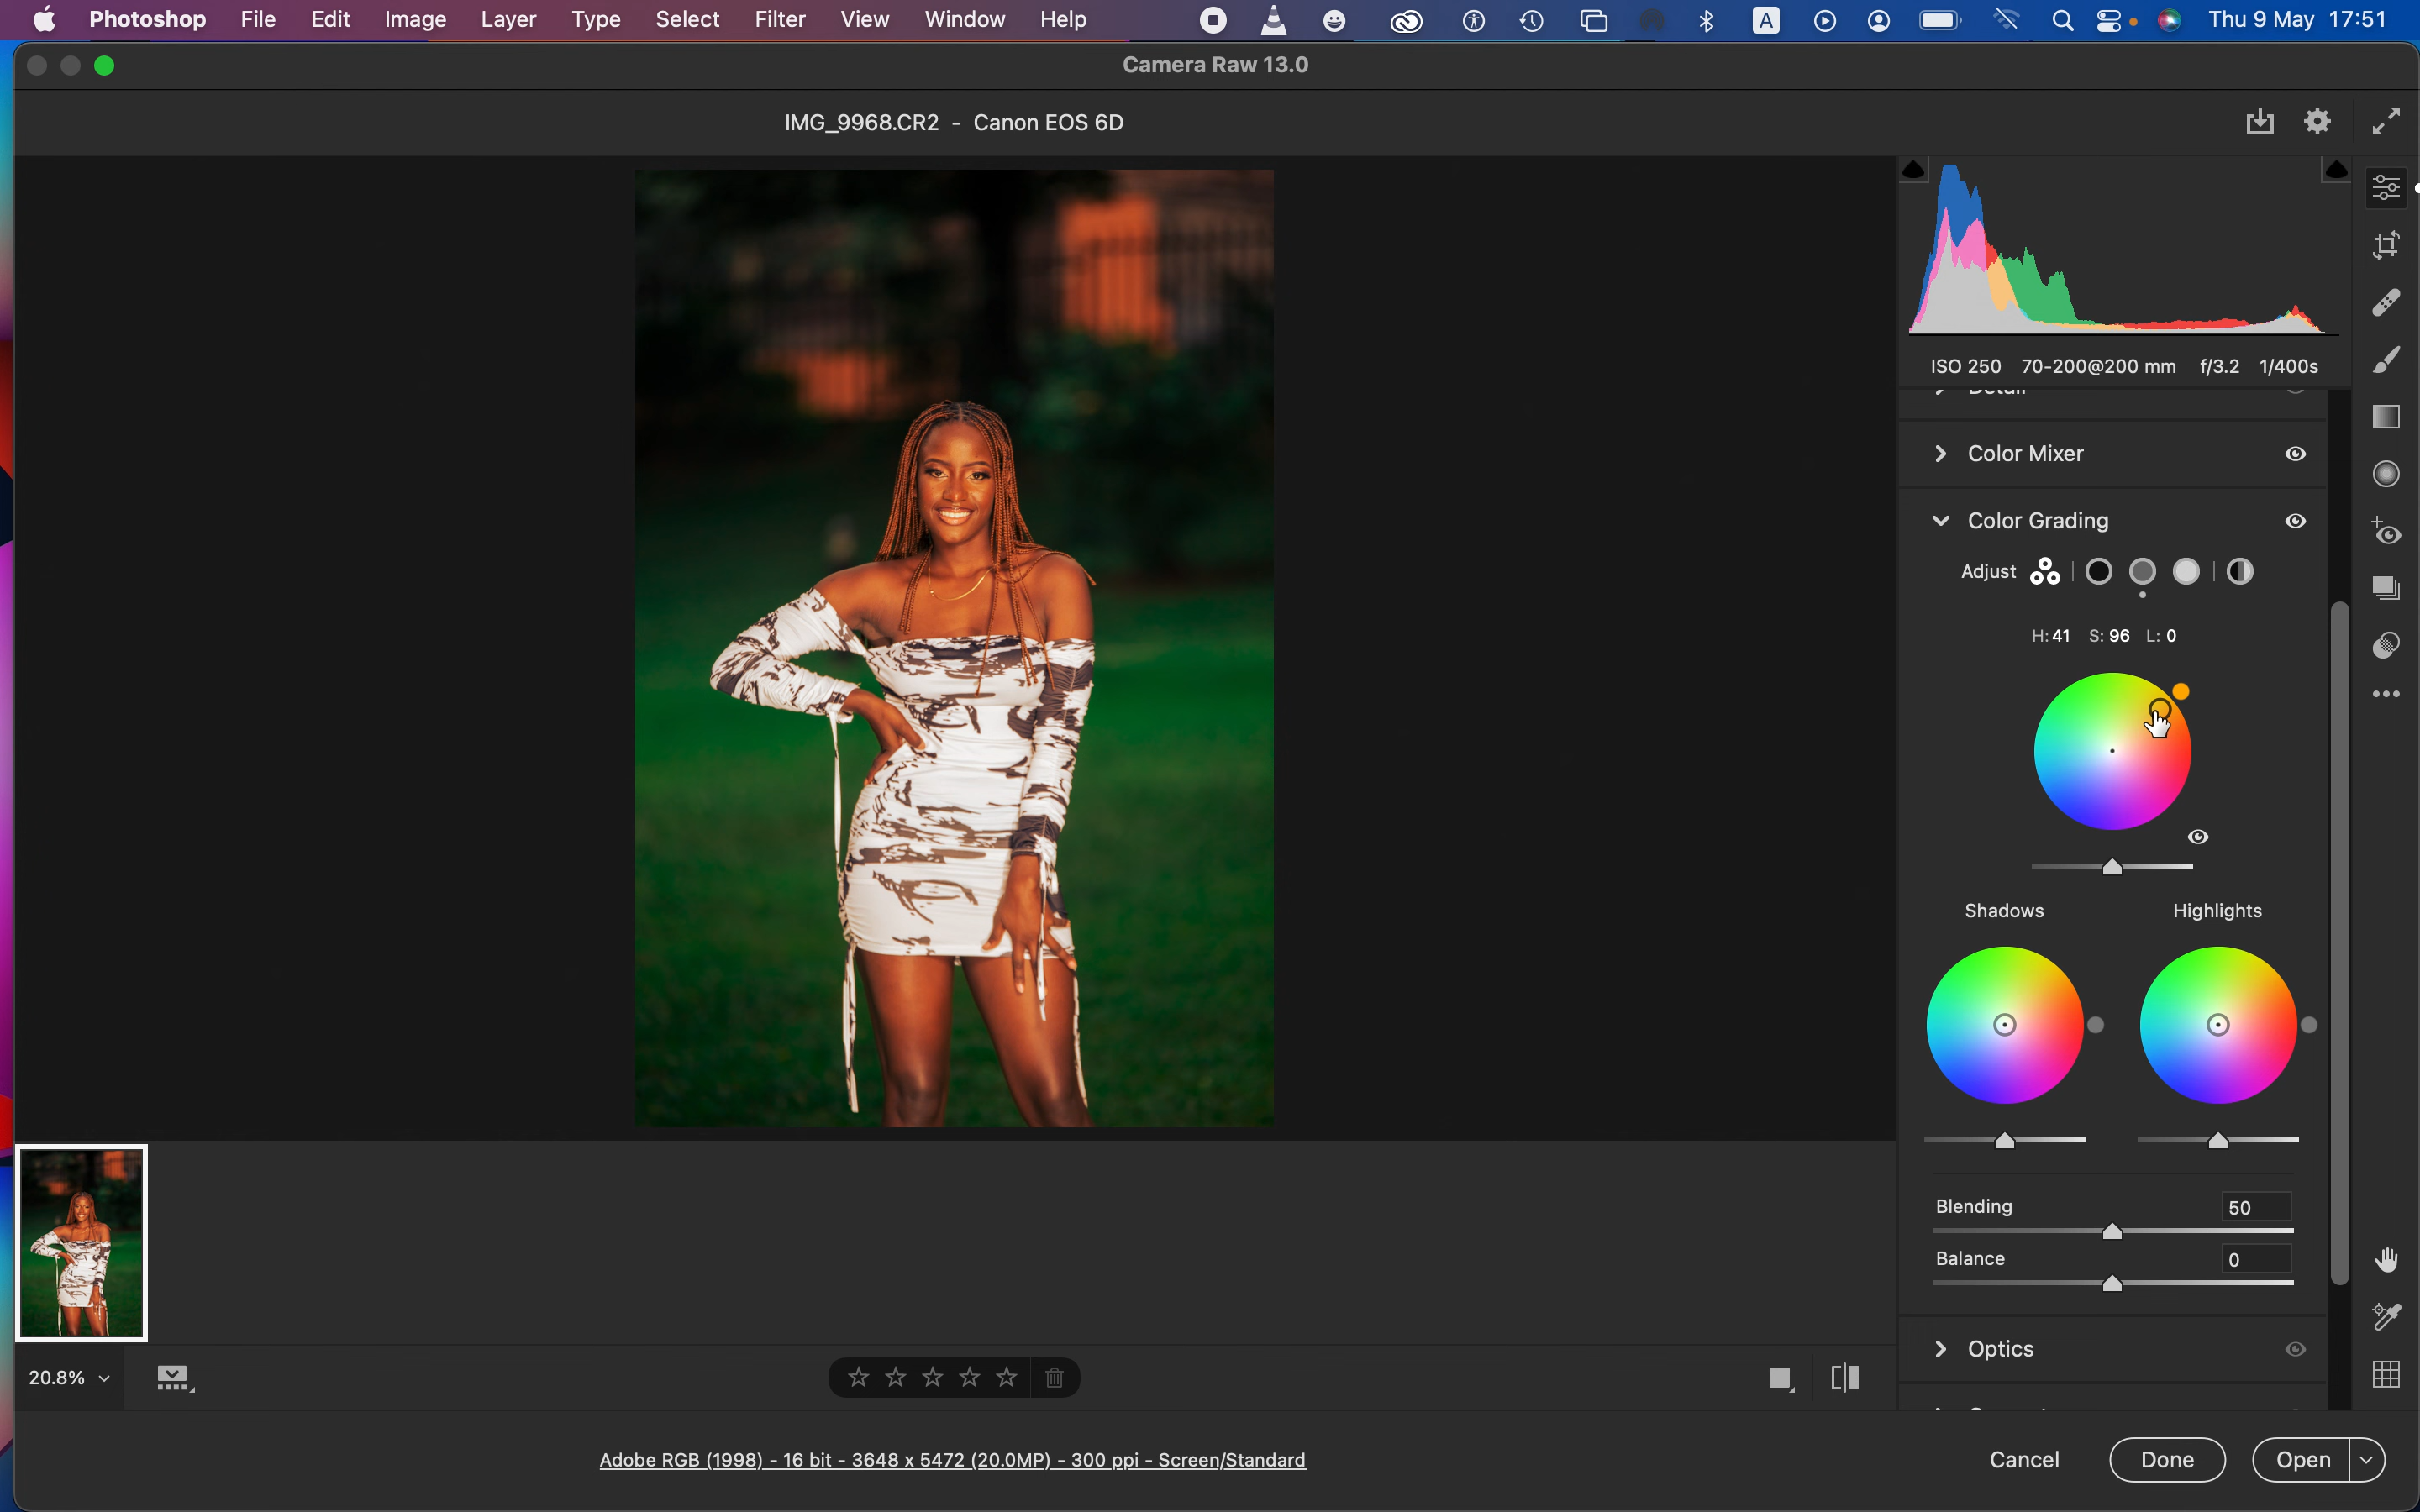 Photoshop File Edit Image Layer Type Select Filter View Window Help A Thu 9 May 17:51
Camera Raw 13.0
IMG_9968.CR2 - Canon EOS 6D
ISO 250 70-200@200 mm f/3.2 1/400s
Detail
Color Mixer
Color Grading
Adjust
H: 41 S: 96 L: 0
Shadows Highlights
Blending 50
Balance 0
Optics
20.8%
Adobe RGB (1998) - 16 bit - 3648 x 5472 (20.0MP) - 300 ppi - Screen/Standard
Cancel Done Open